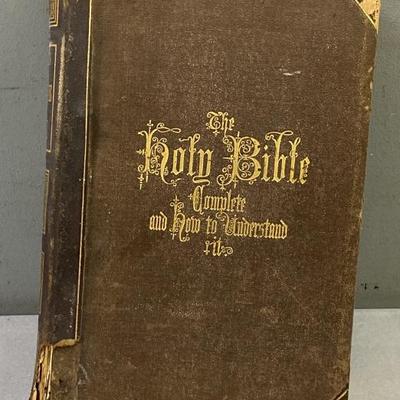 The
Holy Bible
Complete
and How to Understand
it.